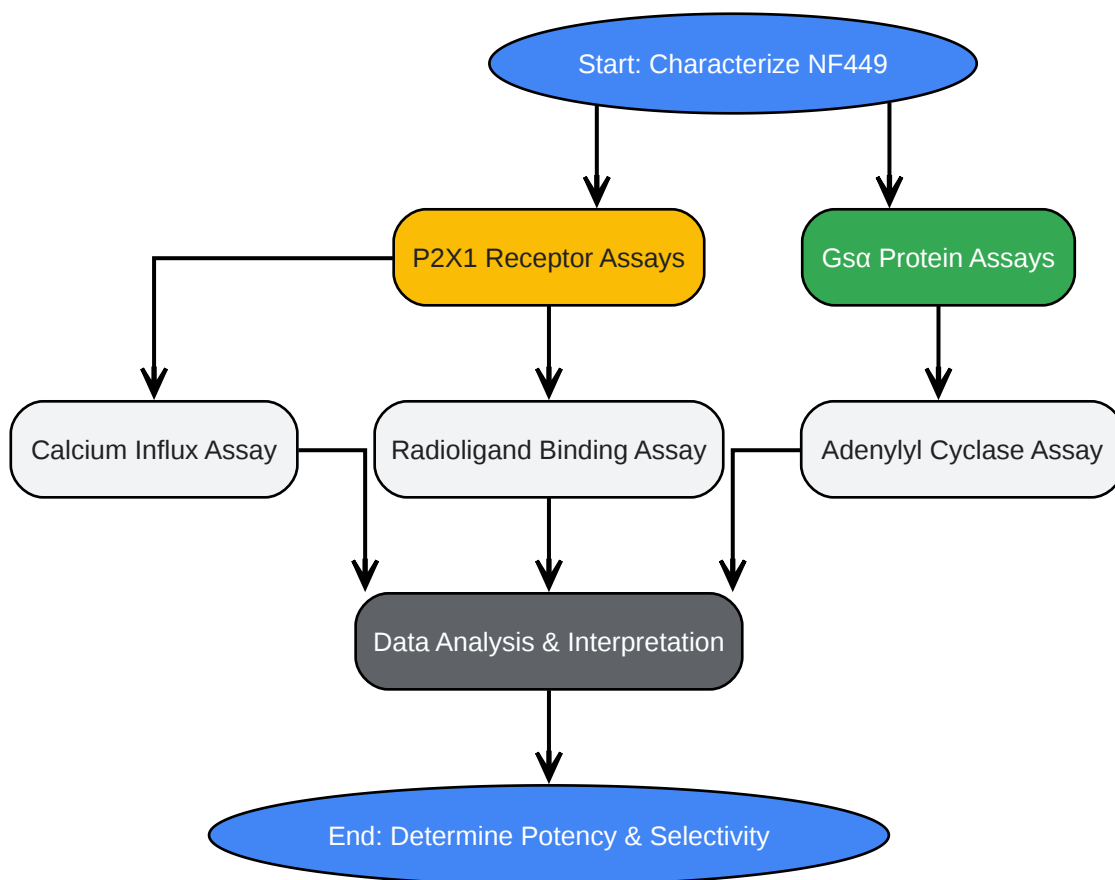 Start: Characterize NF449
P2X1 Receptor Assays
Gsα Protein Assays
Calcium Influx Assay
Radioligand Binding Assay
Adenylyl Cyclase Assay
Data Analysis & Interpretation
End: Determine Potency & Selectivity